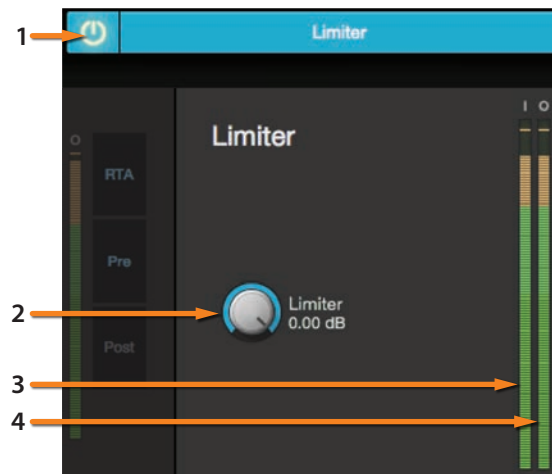 1
Limiter
I O
O
Limiter
RTA
Pre
2
Limiter
0.00 dB
Post
3
4